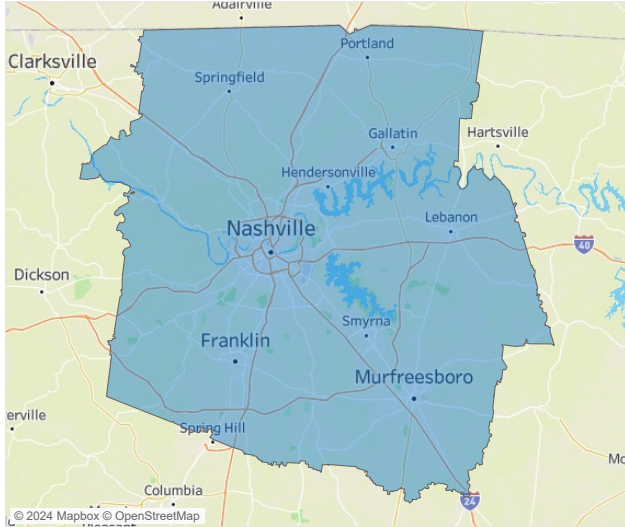 Adairville
Portland
Clarksville
Springfield
Gallatin
Hartsville
Hendersonville
Lebanon
Nashville
40
Dickson
Smyrna
Franklin
Murfreesboro
erville
Spring Hill
Mc
Columbia
24
© 2024 Mapbox © OpenStreetMap